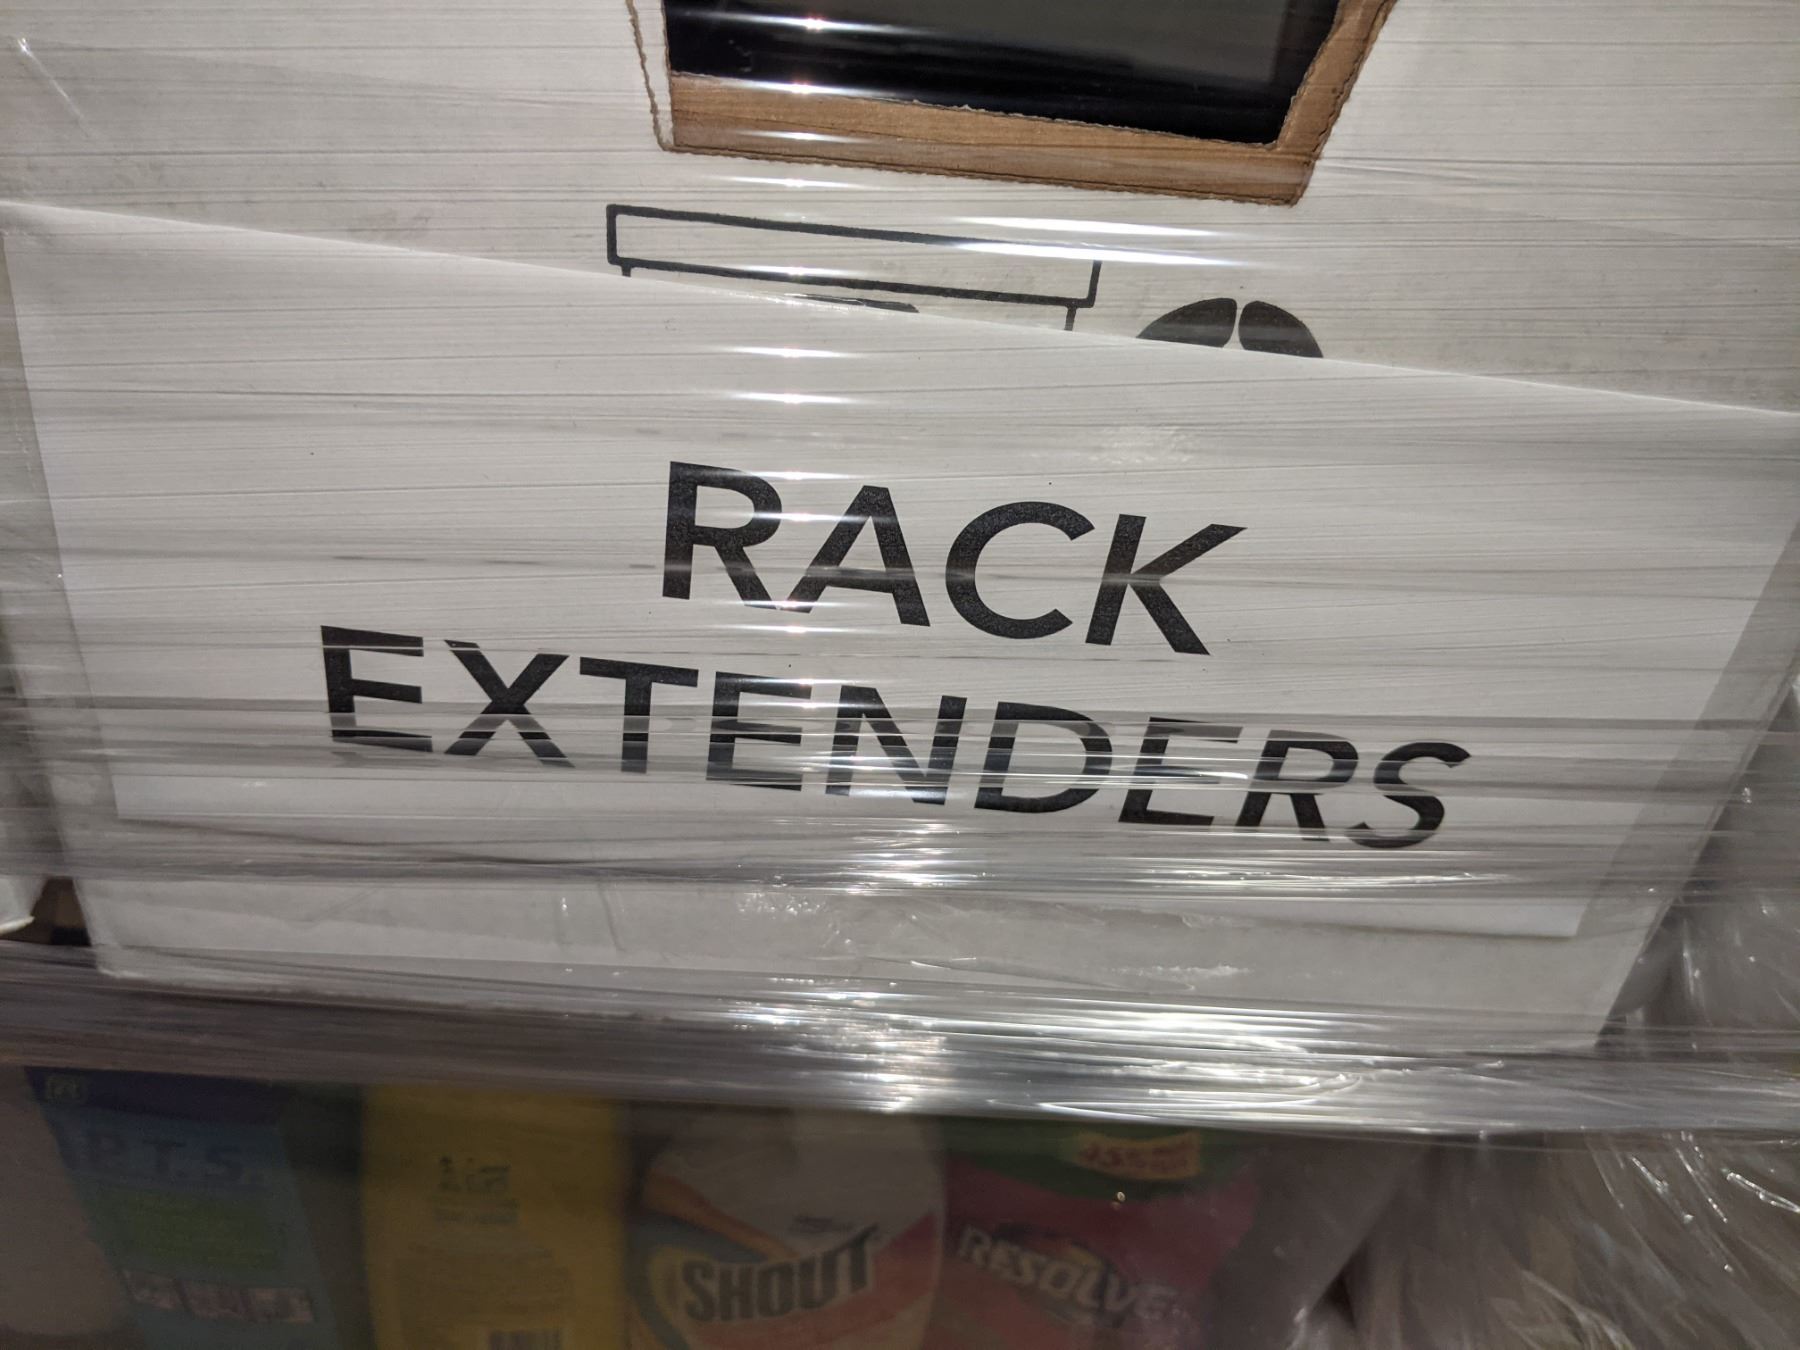 RACK
EXTENDERS
P.T.S.
SHOUT
RESOLVE